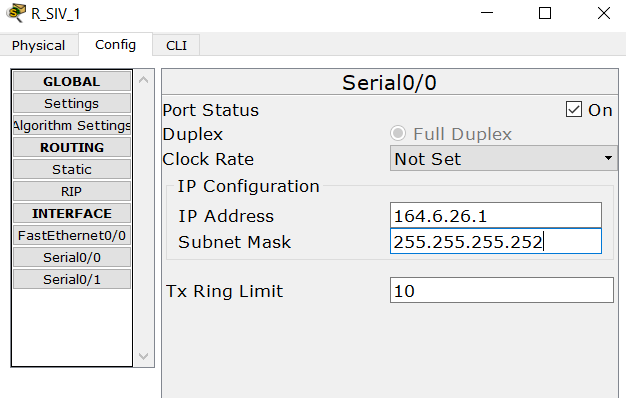 R_SIV_1
Physical Config CLI
GLOBAL
Settings
Algorithm Settings
ROUTING
Static
RIP
INTERFACE
FastEthernet0/0
Serial0/0
Serial0/1
Serial0/0
Port Status On
Duplex Full Duplex
Clock Rate Not Set
IP Configuration
IP Address 164.6.26.1
Subnet Mask 255.255.255.252
Tx Ring Limit 10